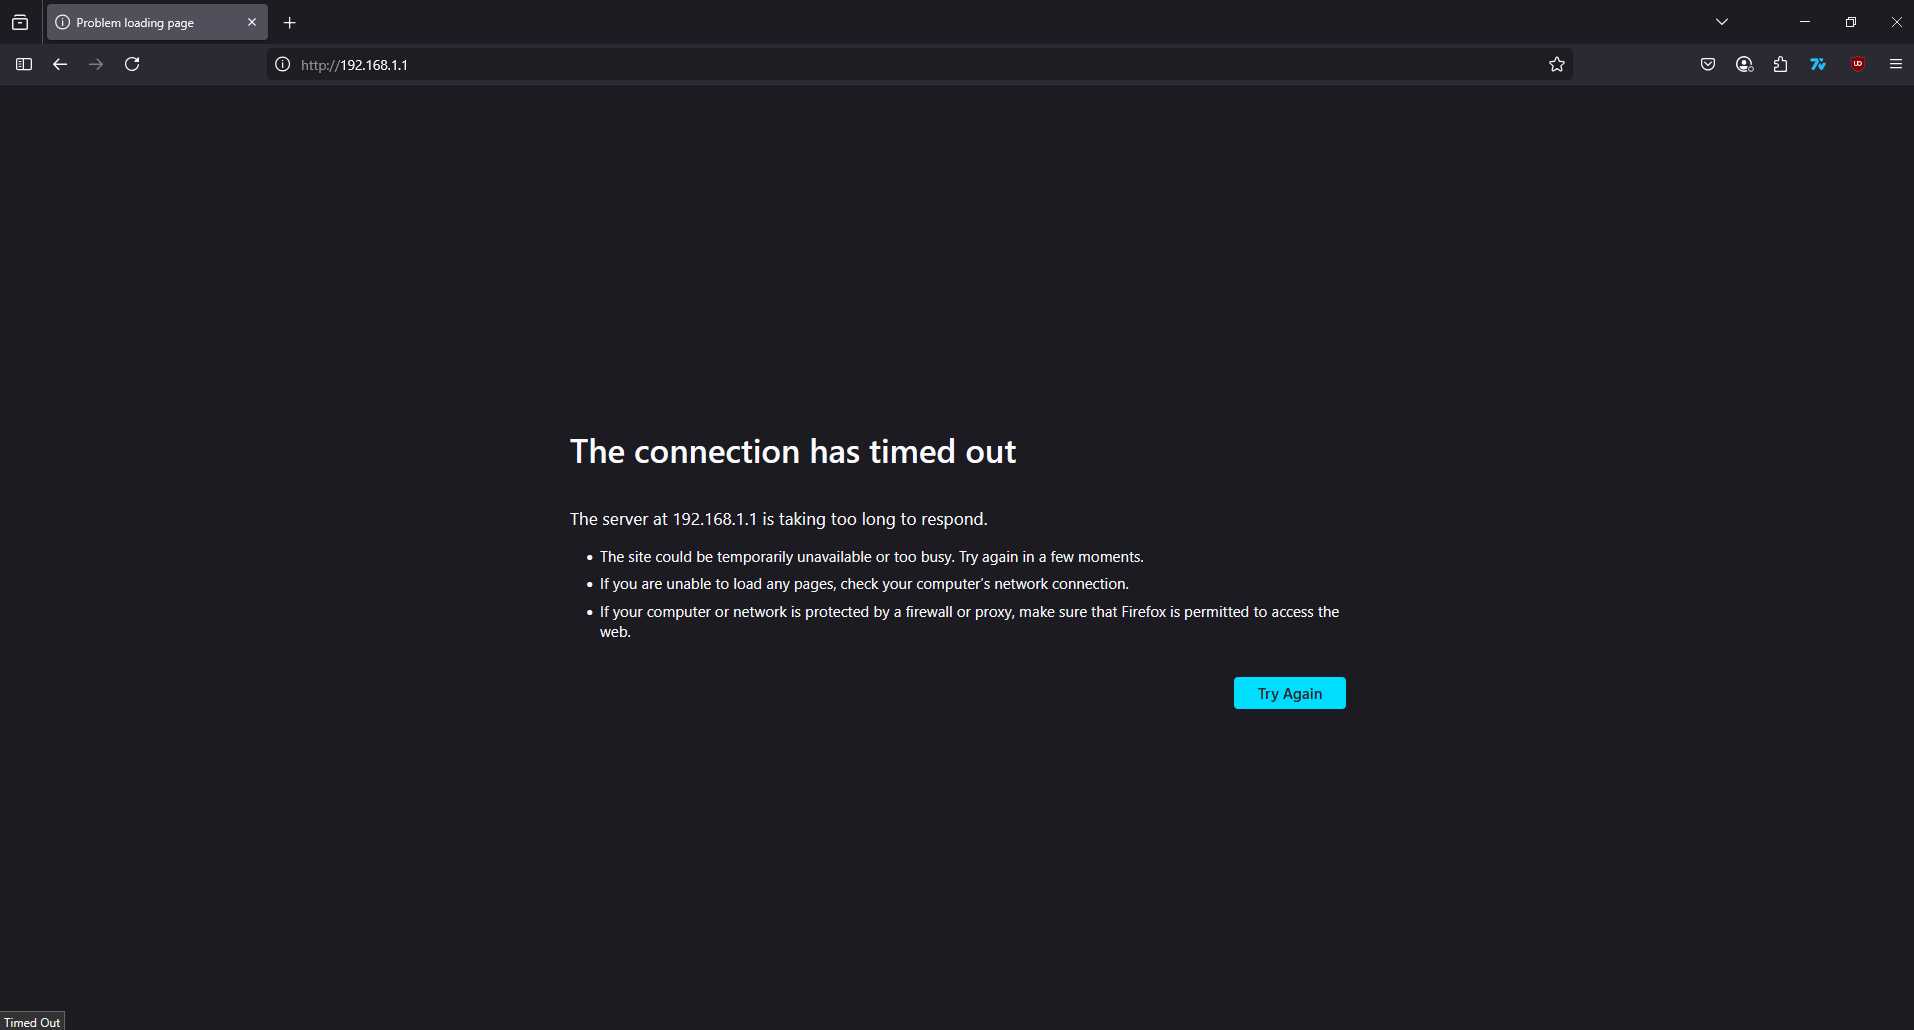 Problem loading page
http://192.168.1.1
The connection has timed out
The server at 192.168.1.1 is taking too long to respond.
• The site could be temporarily unavailable or too busy. Try again in a few moments.
• If you are unable to load any pages, check your computer’s network connection.
• If your computer or network is protected by a firewall or proxy, make sure that Firefox is permitted to access the
web.
Try Again
Timed Out